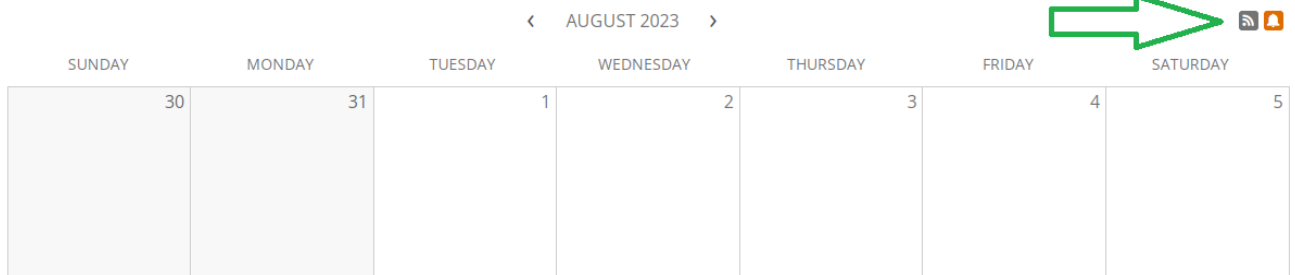 AUGUST 2023
SUNDAY MONDAY TUESDAY WEDNESDAY THURSDAY FRIDAY SATURDAY
30 31 1 2 3 4 5